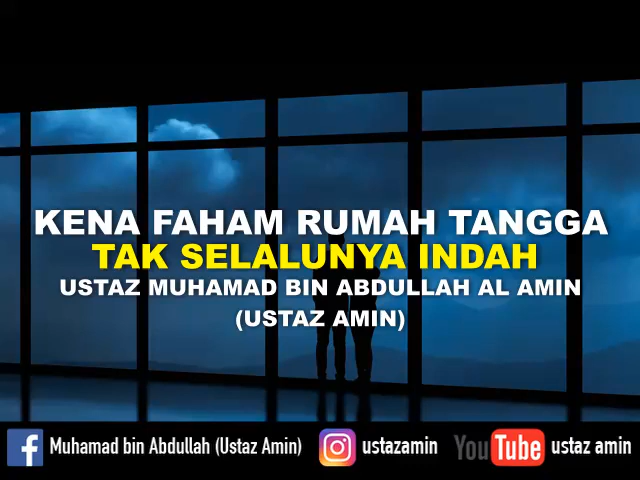 KENA FAHAM RUMAH TANGGA
TAK SELALUNYA INDAH
USTAZ MUHAMAD BIN ABDULLAH AL AMIN
(USTAZ AMIN)
f Muhamad bin Abdullah (Ustaz Amin) ustazamin YouTube ustaz amin